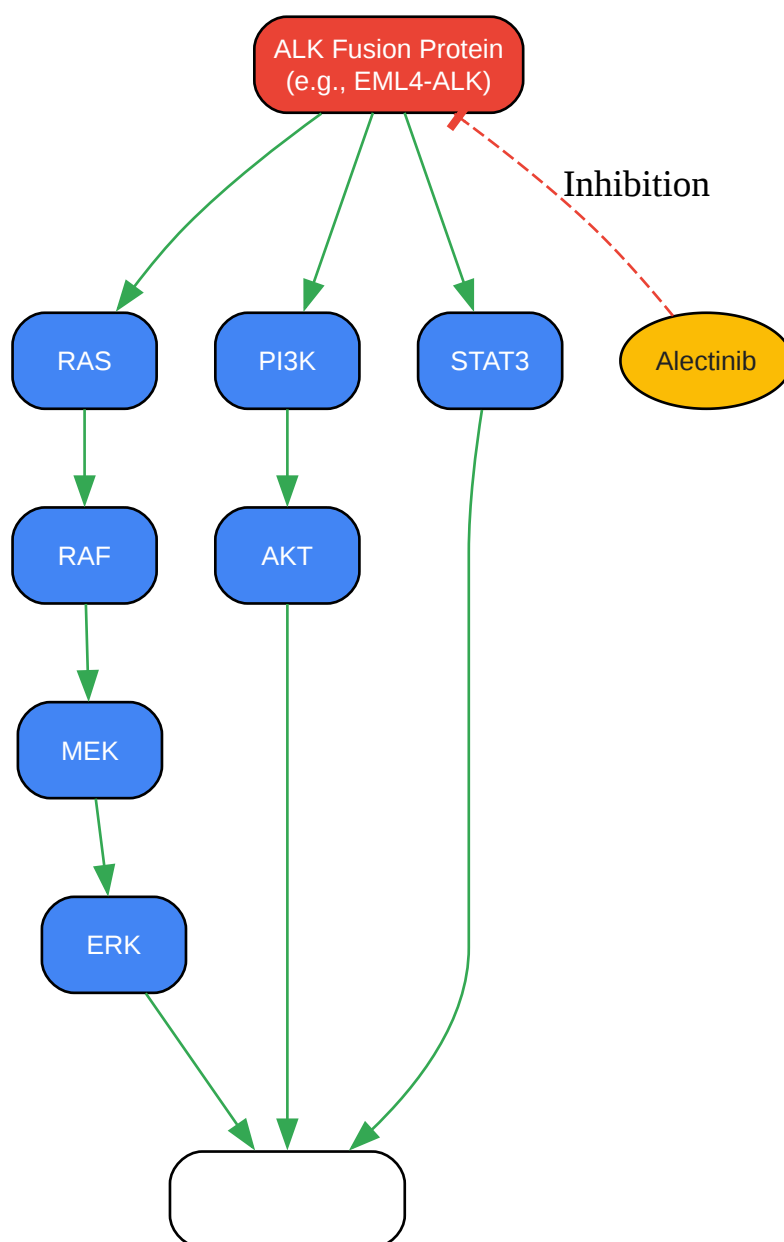 ALK Fusion Protein
(e.g., EML4-ALK)
Inhibition
RAS
PI3K
STAT3
Alectinib
RAF
AKT
MEK
ERK